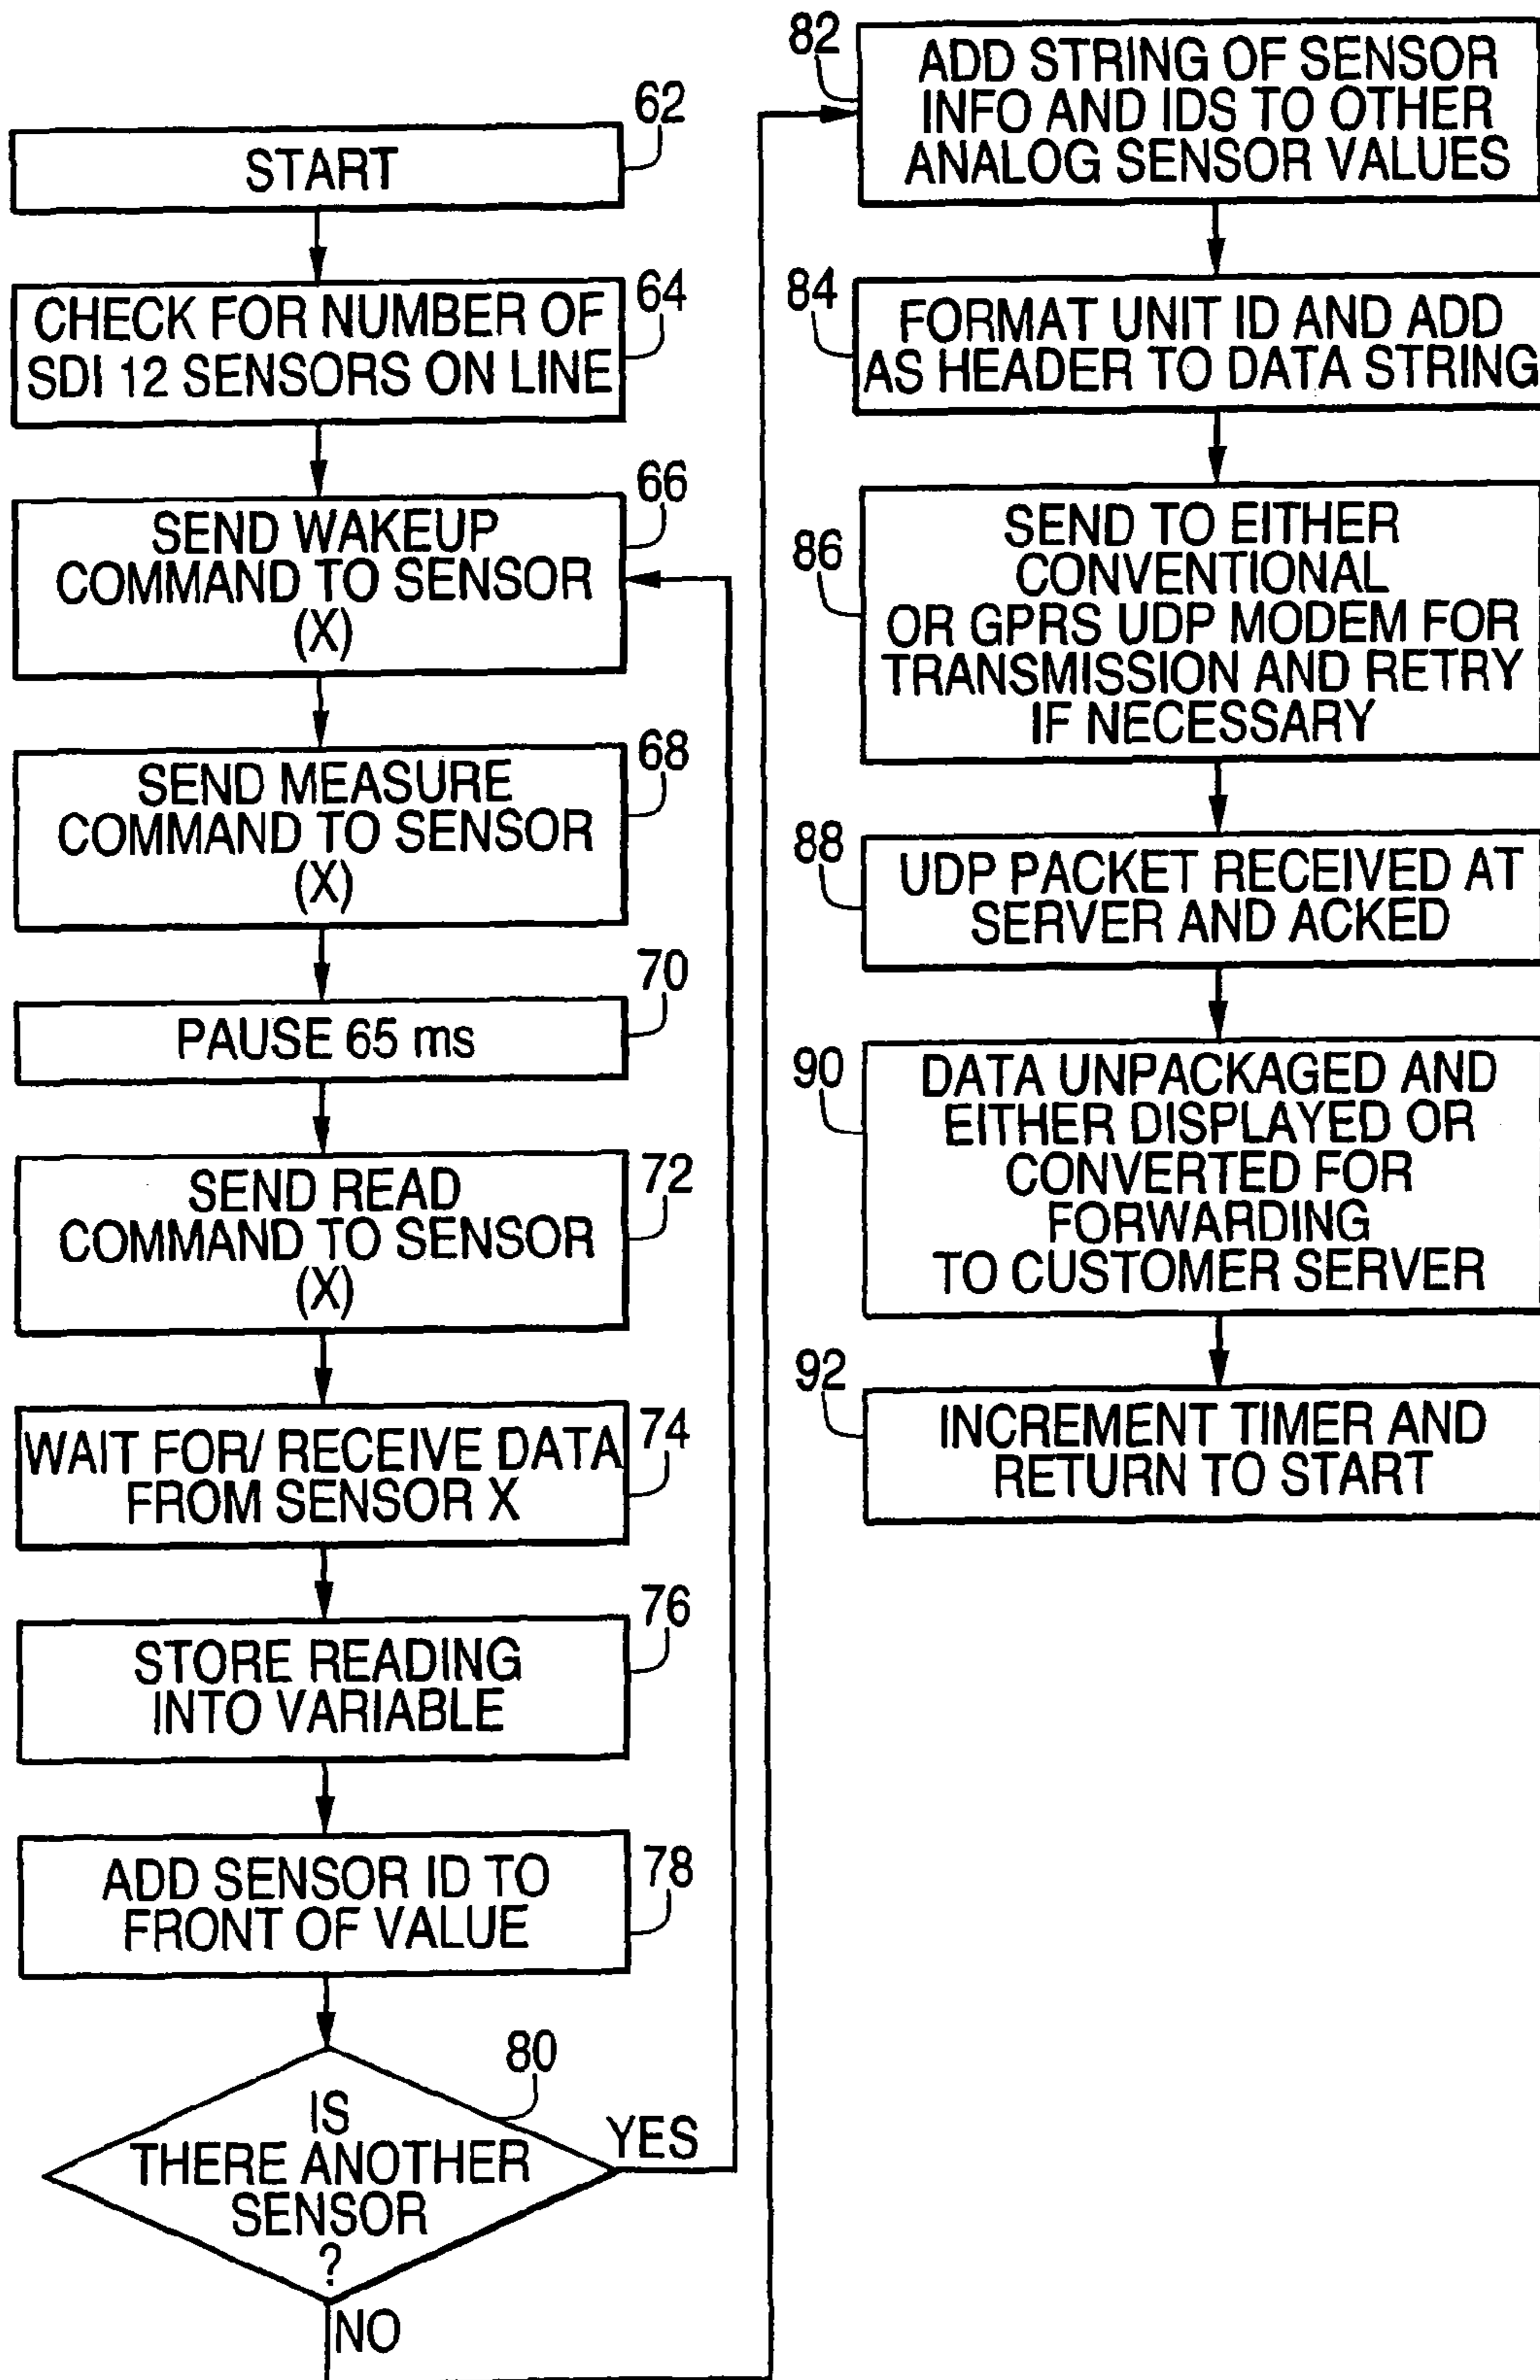 62
START
64
CHECK FOR NUMBER OF
SDI 12 SENSORS ON LINE
66
SEND WAKEUP
COMMAND TO SENSOR
(X)
68
SEND MEASURE
COMMAND TO SENSOR
(X)
70
PAUSE 65 ms
72
SEND READ
COMMAND TO SENSOR
(X)
74
WAIT FOR/ RECEIVE DATA
FROM SENSOR X
76
STORE READING
INTO VARIABLE
78
ADD SENSOR ID TO
FRONT OF VALUE
80
IS
THERE ANOTHER
SENSOR
?
YES
NO
82
ADD STRING OF SENSOR
INFO AND IDS TO OTHER
ANALOG SENSOR VALUES
84
FORMAT UNIT ID AND ADD
AS HEADER TO DATA STRING
86
SEND TO EITHER
CONVENTIONAL
OR GPRS UDP MODEM FOR
TRANSMISSION AND RETRY
IF NECESSARY
88
UDP PACKET RECEIVED AT
SERVER AND ACKED
90
DATA UNPACKAGED AND
EITHER DISPLAYED OR
CONVERTED FOR
FORWARDING
TO CUSTOMER SERVER
92
INCREMENT TIMER AND
RETURN TO START